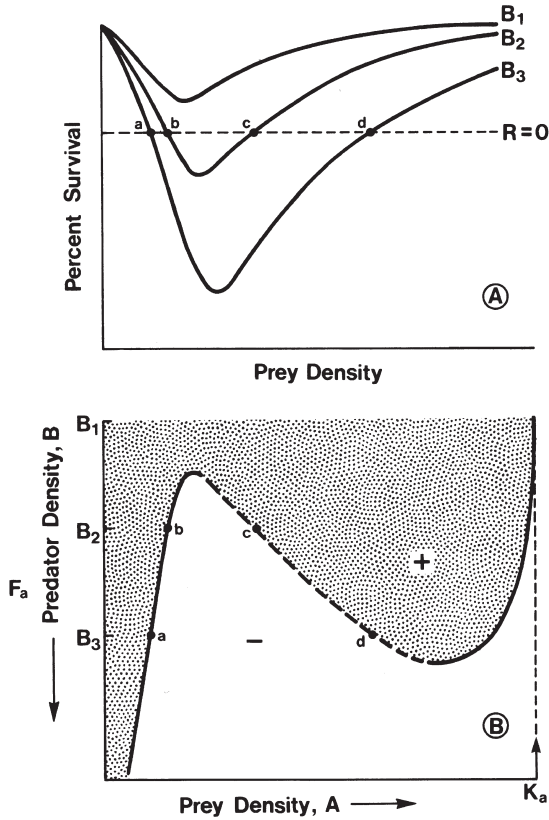 B1
B2
B3
a
b
c
d
R=0
Percent Survival
A
Prey Density
B1
B2
b
c
+
Fa
Predator Density, B
B3
a
–
d
B
Ka
Prey Density, A